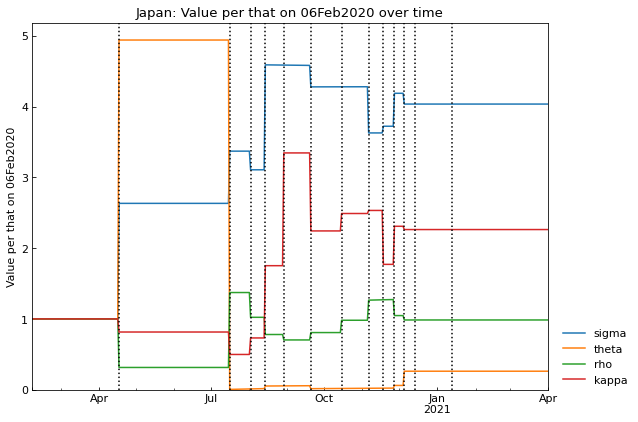 Japan: Value per that on 06Feb2020 over time
Value per that on 06Feb2020
5
4
3
2
1
0
Apr
Jul
Oct
Jan
2021
Apr
sigma
theta
rho
kappa